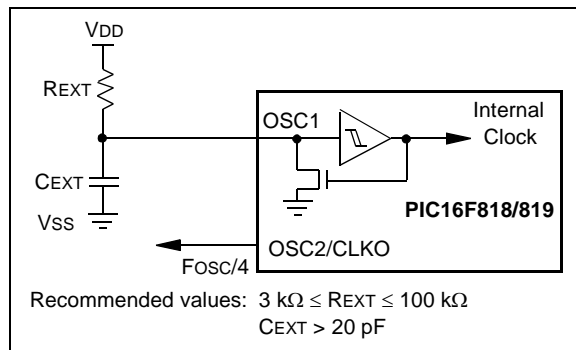 VDD
REXT
OSC1
Internal
Clock
CEXT
PIC16F818/819
VSS
OSC2/CLKO
FOSC/4
Recommended values: 3 kΩ ≤ REXT ≤ 100 kΩ
CEXT > 20 pF